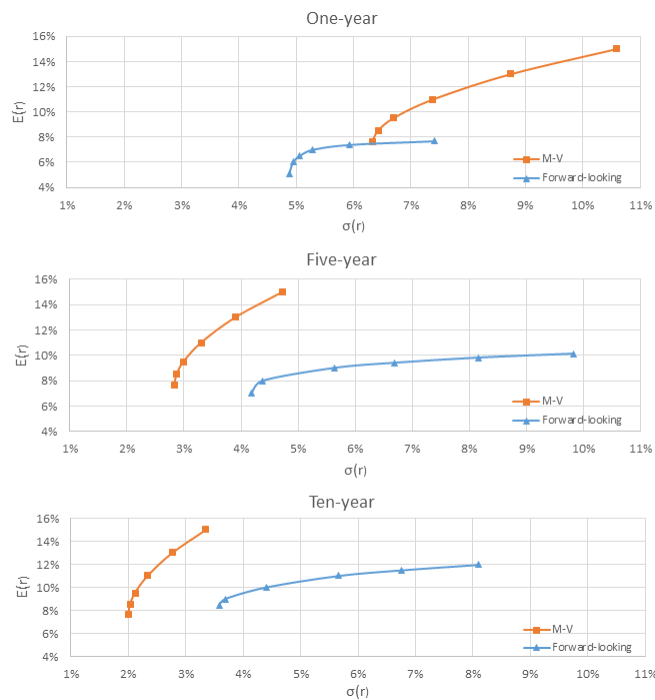 One-year
16%
14%
12%
10%
8%
6%
4%
E(r)
M-V
Forward-looking
1% 2% 3% 4% 5% 6% 7% 8% 9% 10% 11%
σ(r)
Five-year
16%
14%
12%
10%
8%
6%
4%
E(r)
M-V
Forward-looking
1% 2% 3% 4% 5% 6% 7% 8% 9% 10% 11%
σ(r)
Ten-year
16%
14%
12%
10%
8%
6%
4%
E(r)
M-V
Forward-looking
1% 2% 3% 4% 5% 6% 7% 8% 9% 10% 11%
σ(r)